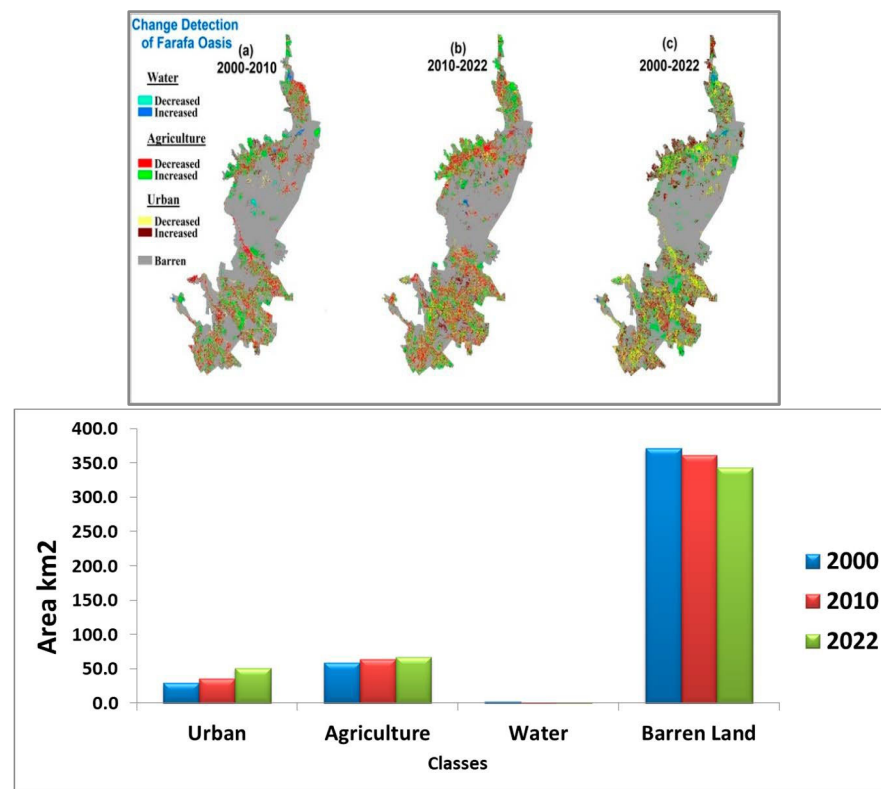 Change Detection
of Farafa Oasis
(a)
2000-2010
(b)
2010-2022
(c)
2000-2022
Water
Decreased
Increased
Agriculture
Decreased
Increased
Urban
Decreased
Increased
Barren
400.0
350.0
300.0
250.0
200.0
150.0
100.0
50.0
0.0
Area km2
Urban
Agriculture
Water
Barren Land
Classes
2000
2010
2022